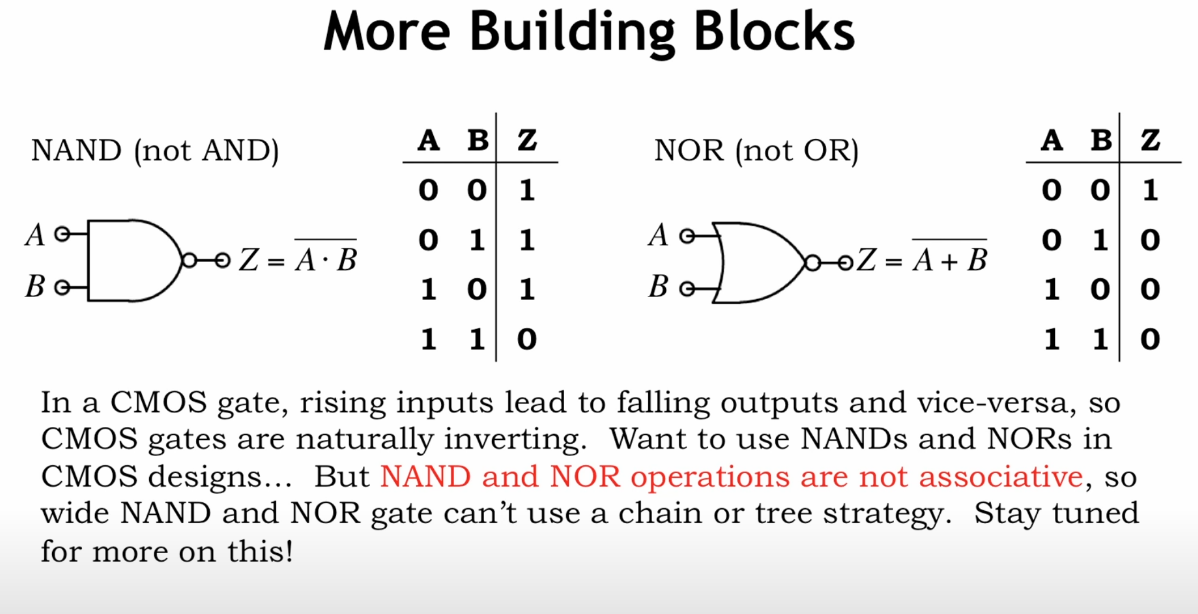 More Building Blocks
NAND (not AND)
A
B
Z = A · B
A B Z
0 0 1
0 1 1
1 0 1
1 1 0
NOR (not OR)
A
B
Z = A + B
A B Z
0 0 1
0 1 0
1 0 0
1 1 0
In a CMOS gate, rising inputs lead to falling outputs and vice-versa, so
CMOS gates are naturally inverting.  Want to use NANDs and NORs in
CMOS designs...  But NAND and NOR operations are not associative, so
wide NAND and NOR gate can't use a chain or tree strategy.  Stay tuned
for more on this!